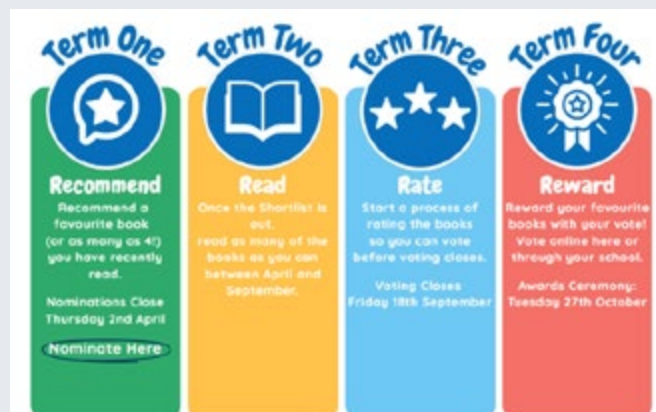 Term One
Recommend
Recommend a
favourite book
(or as many as 4!)
you have recently
read.
Nominations Close
Thursday 2nd April
Nominate Here
Term Two
Read
Once the Shortlist is
out,
read as many of the
books as you can
between April and
September.
Term Three
Rate
Start a process of
rating the books
so you can vote
before voting closes.
Voting Closes
Friday 18th September
Term Four
Reward
Reward your favourite
books with your vote!
Vote online here or
through your school.
Awards Ceremony:
Tuesday 27th October